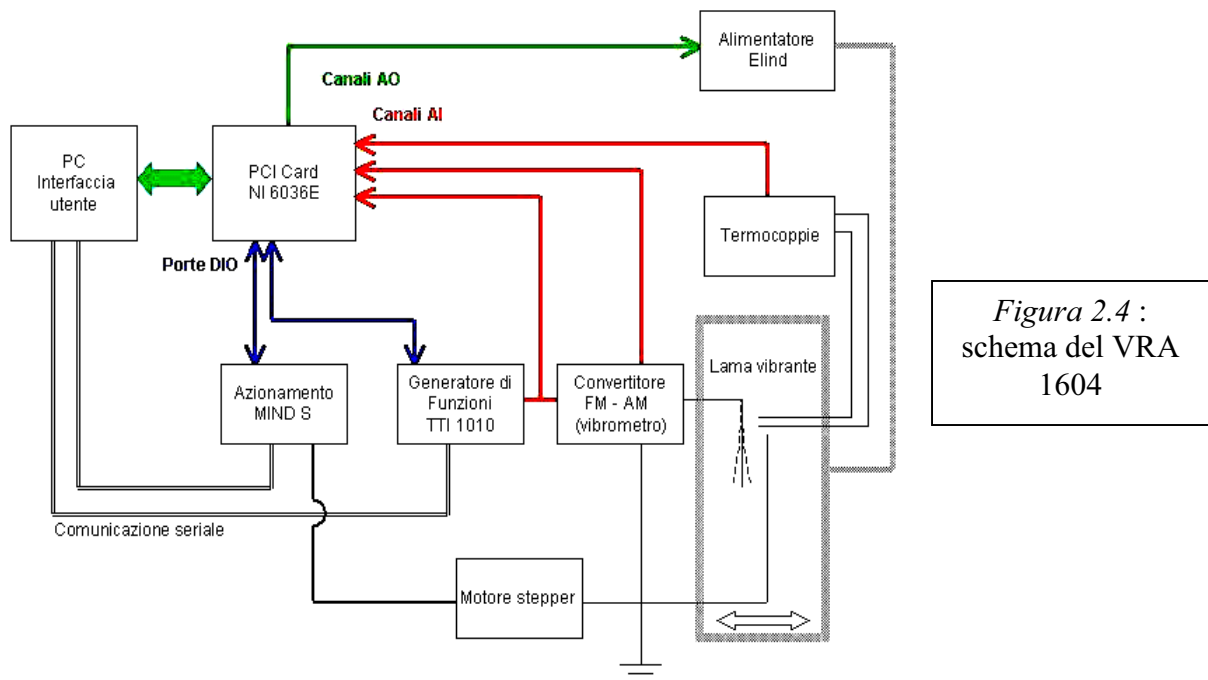 Alimentatore
Elind
Canali AO
Canali AI
PC
Interfaccia
utente
PCI Card
NI 6036E
Termocoppie
Porte DIO
Figura 2.4 :
schema del VRA
1604
Azionamento
MIND S
Generatore di
Funzioni
TTI 1010
Convertitore
FM - AM
(vibrometro)
Lama vibrante
Comunicazione seriale
Motore stepper